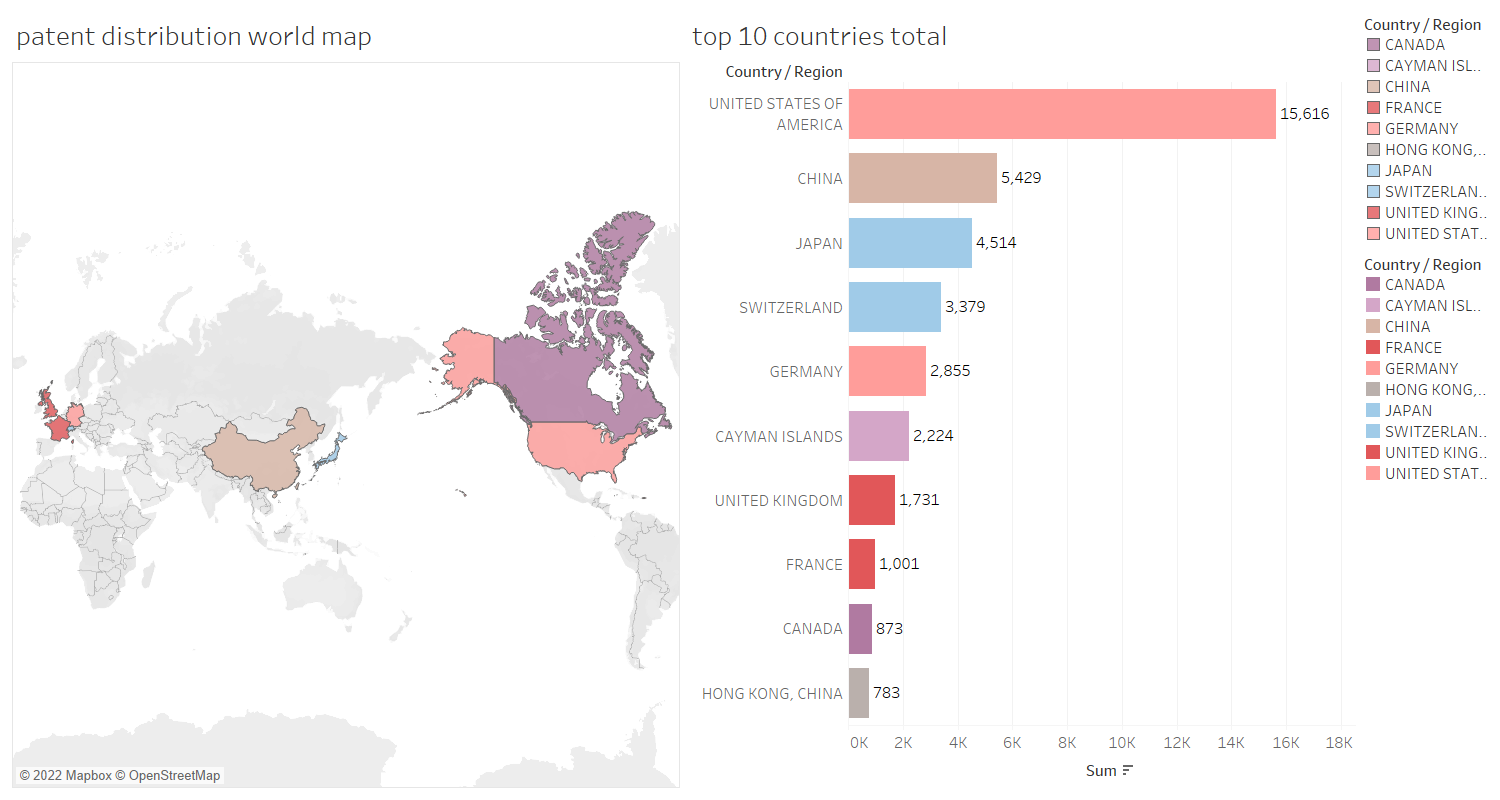 patent distribution world map
© 2022 Mapbox © OpenStreetMap
top 10 countries total
Country / Region
UNITED STATES OF
AMERICA
15,616
CHINA
5,429
JAPAN
4,514
SWITZERLAND
3,379
GERMANY
2,855
CAYMAN ISLANDS
2,224
UNITED KINGDOM
1,731
FRANCE
1,001
CANADA
873
HONG KONG, CHINA
783
0K 2K 4K 6K 8K 10K 12K 14K 16K 18K
Sum
Country / Region
CANADA
CAYMAN ISL..
CHINA
FRANCE
GERMANY
HONG KONG,..
JAPAN
SWITZERLAN..
UNITED KING..
UNITED STAT..
Country / Region
CANADA
CAYMAN ISL..
CHINA
FRANCE
GERMANY
HONG KONG,..
JAPAN
SWITZERLAN..
UNITED KING..
UNITED STAT..